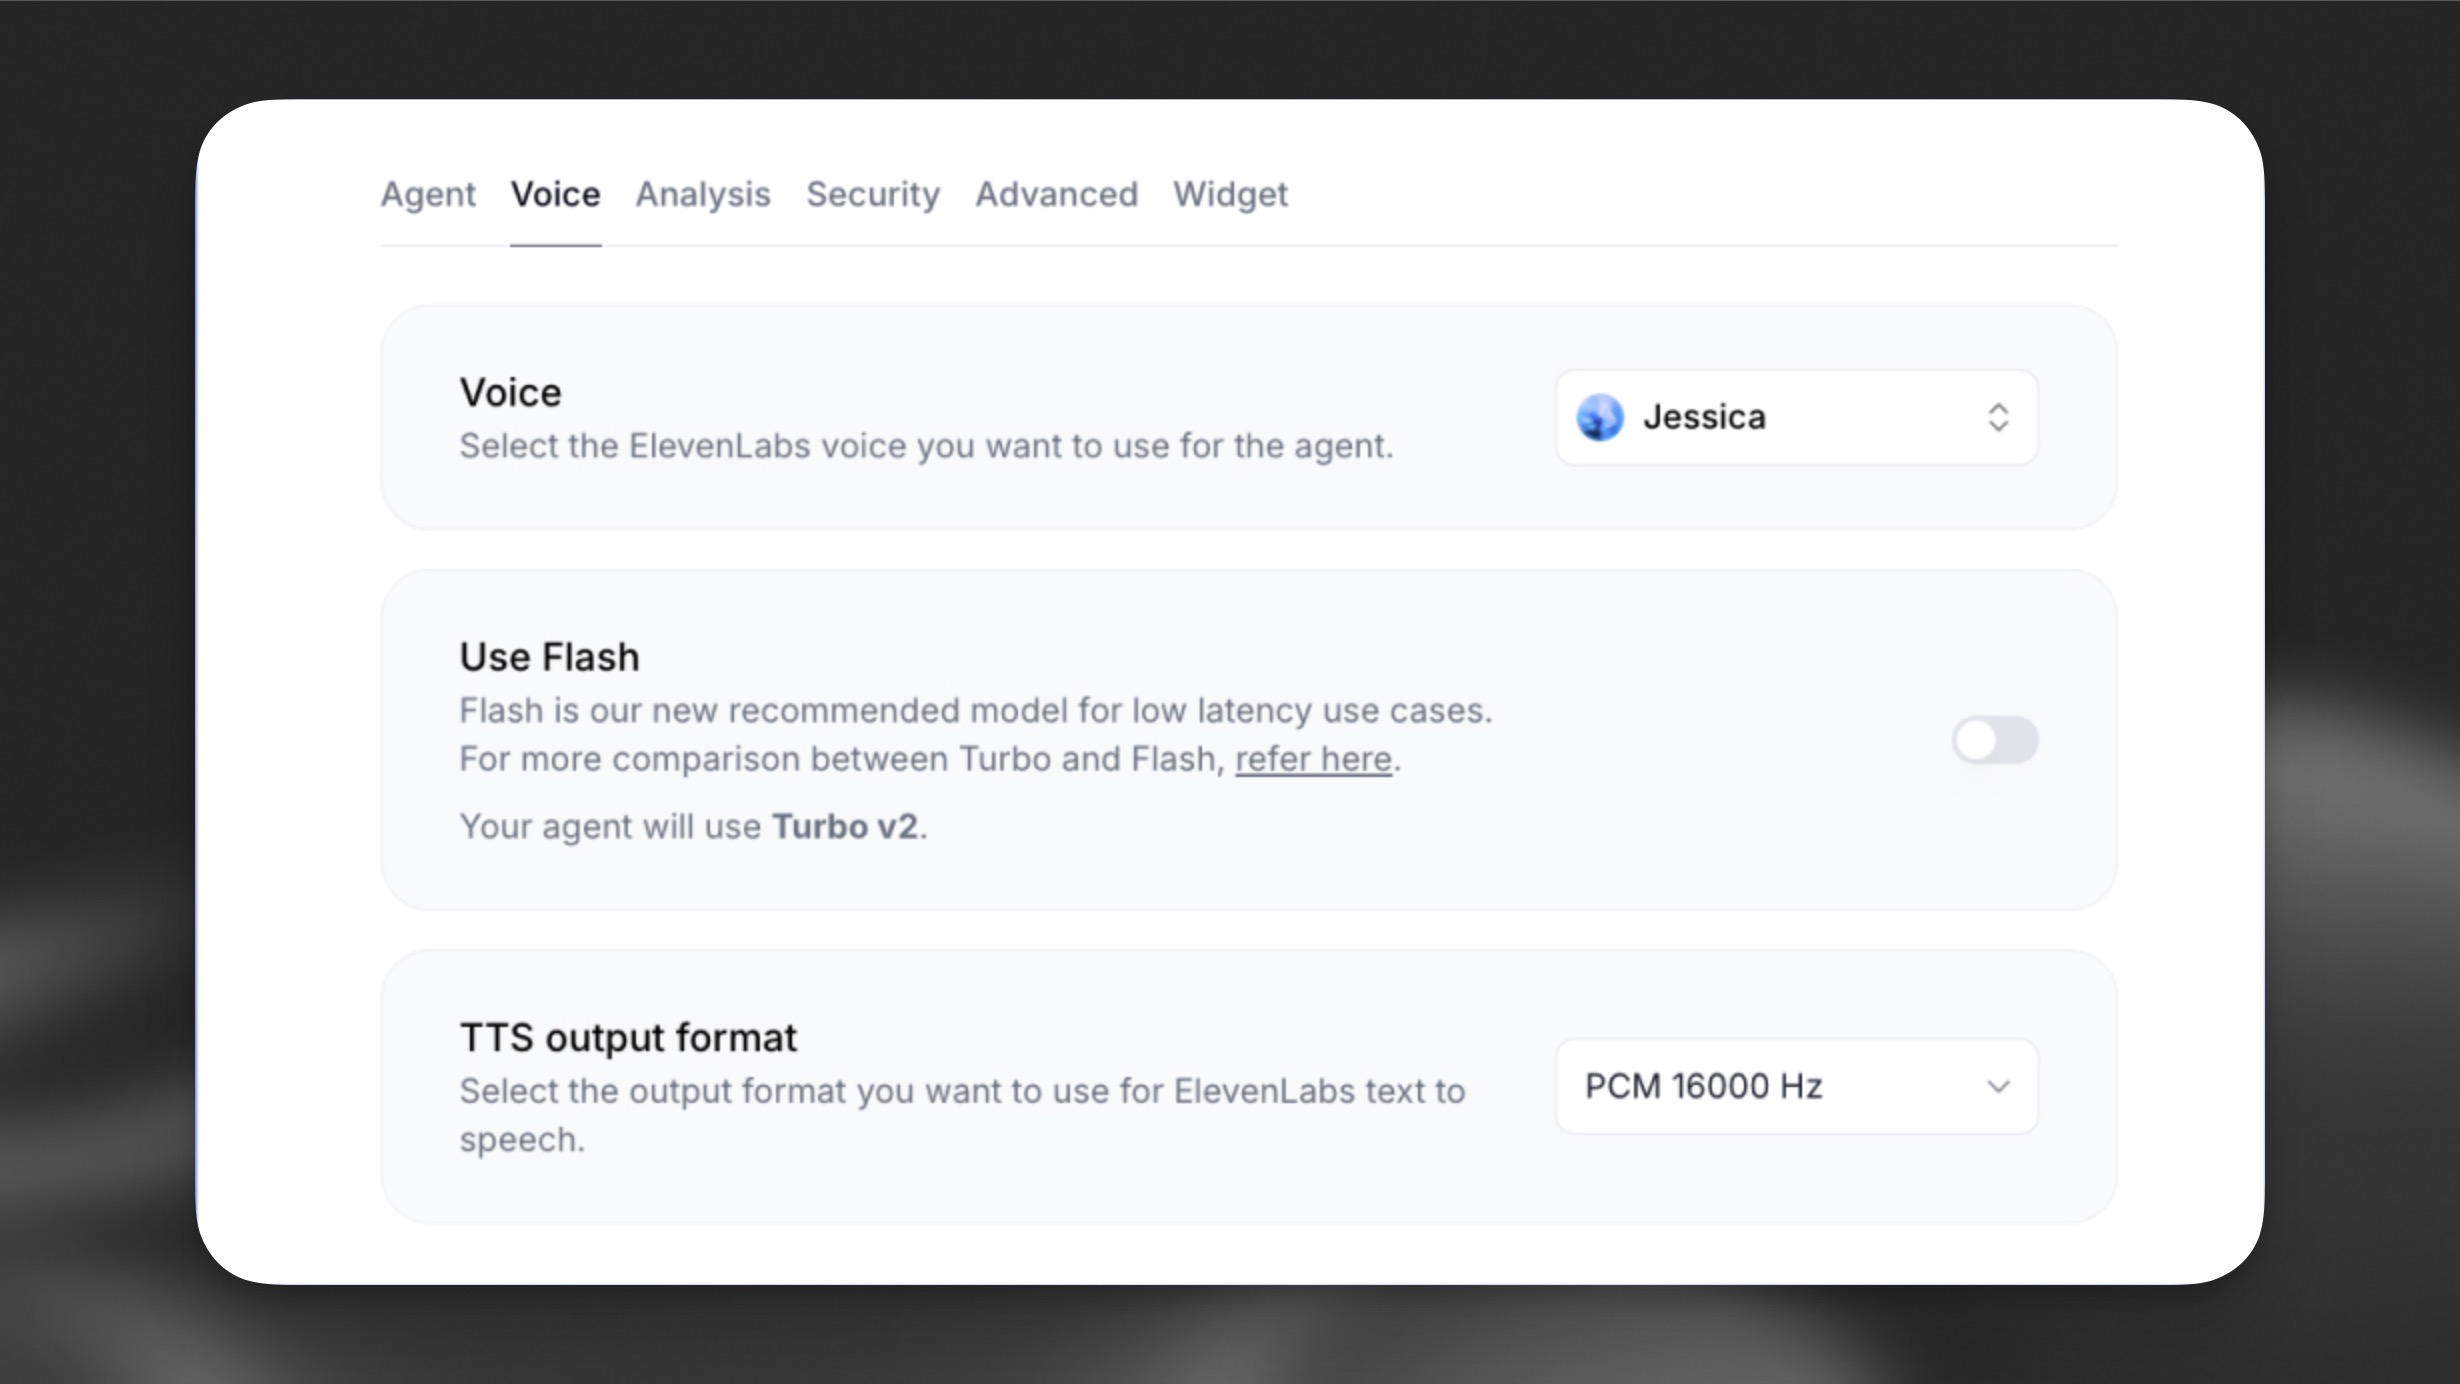 Agent Voice Analysis Security Advanced Widget
Voice
Select the ElevenLabs voice you want to use for the agent.
Jessica
Use Flash
Flash is our new recommended model for low latency use cases.
For more comparison between Turbo and Flash, refer here.
Your agent will use Turbo v2.
TTS output format
Select the output format you want to use for ElevenLabs text to
speech.
PCM 16000 Hz